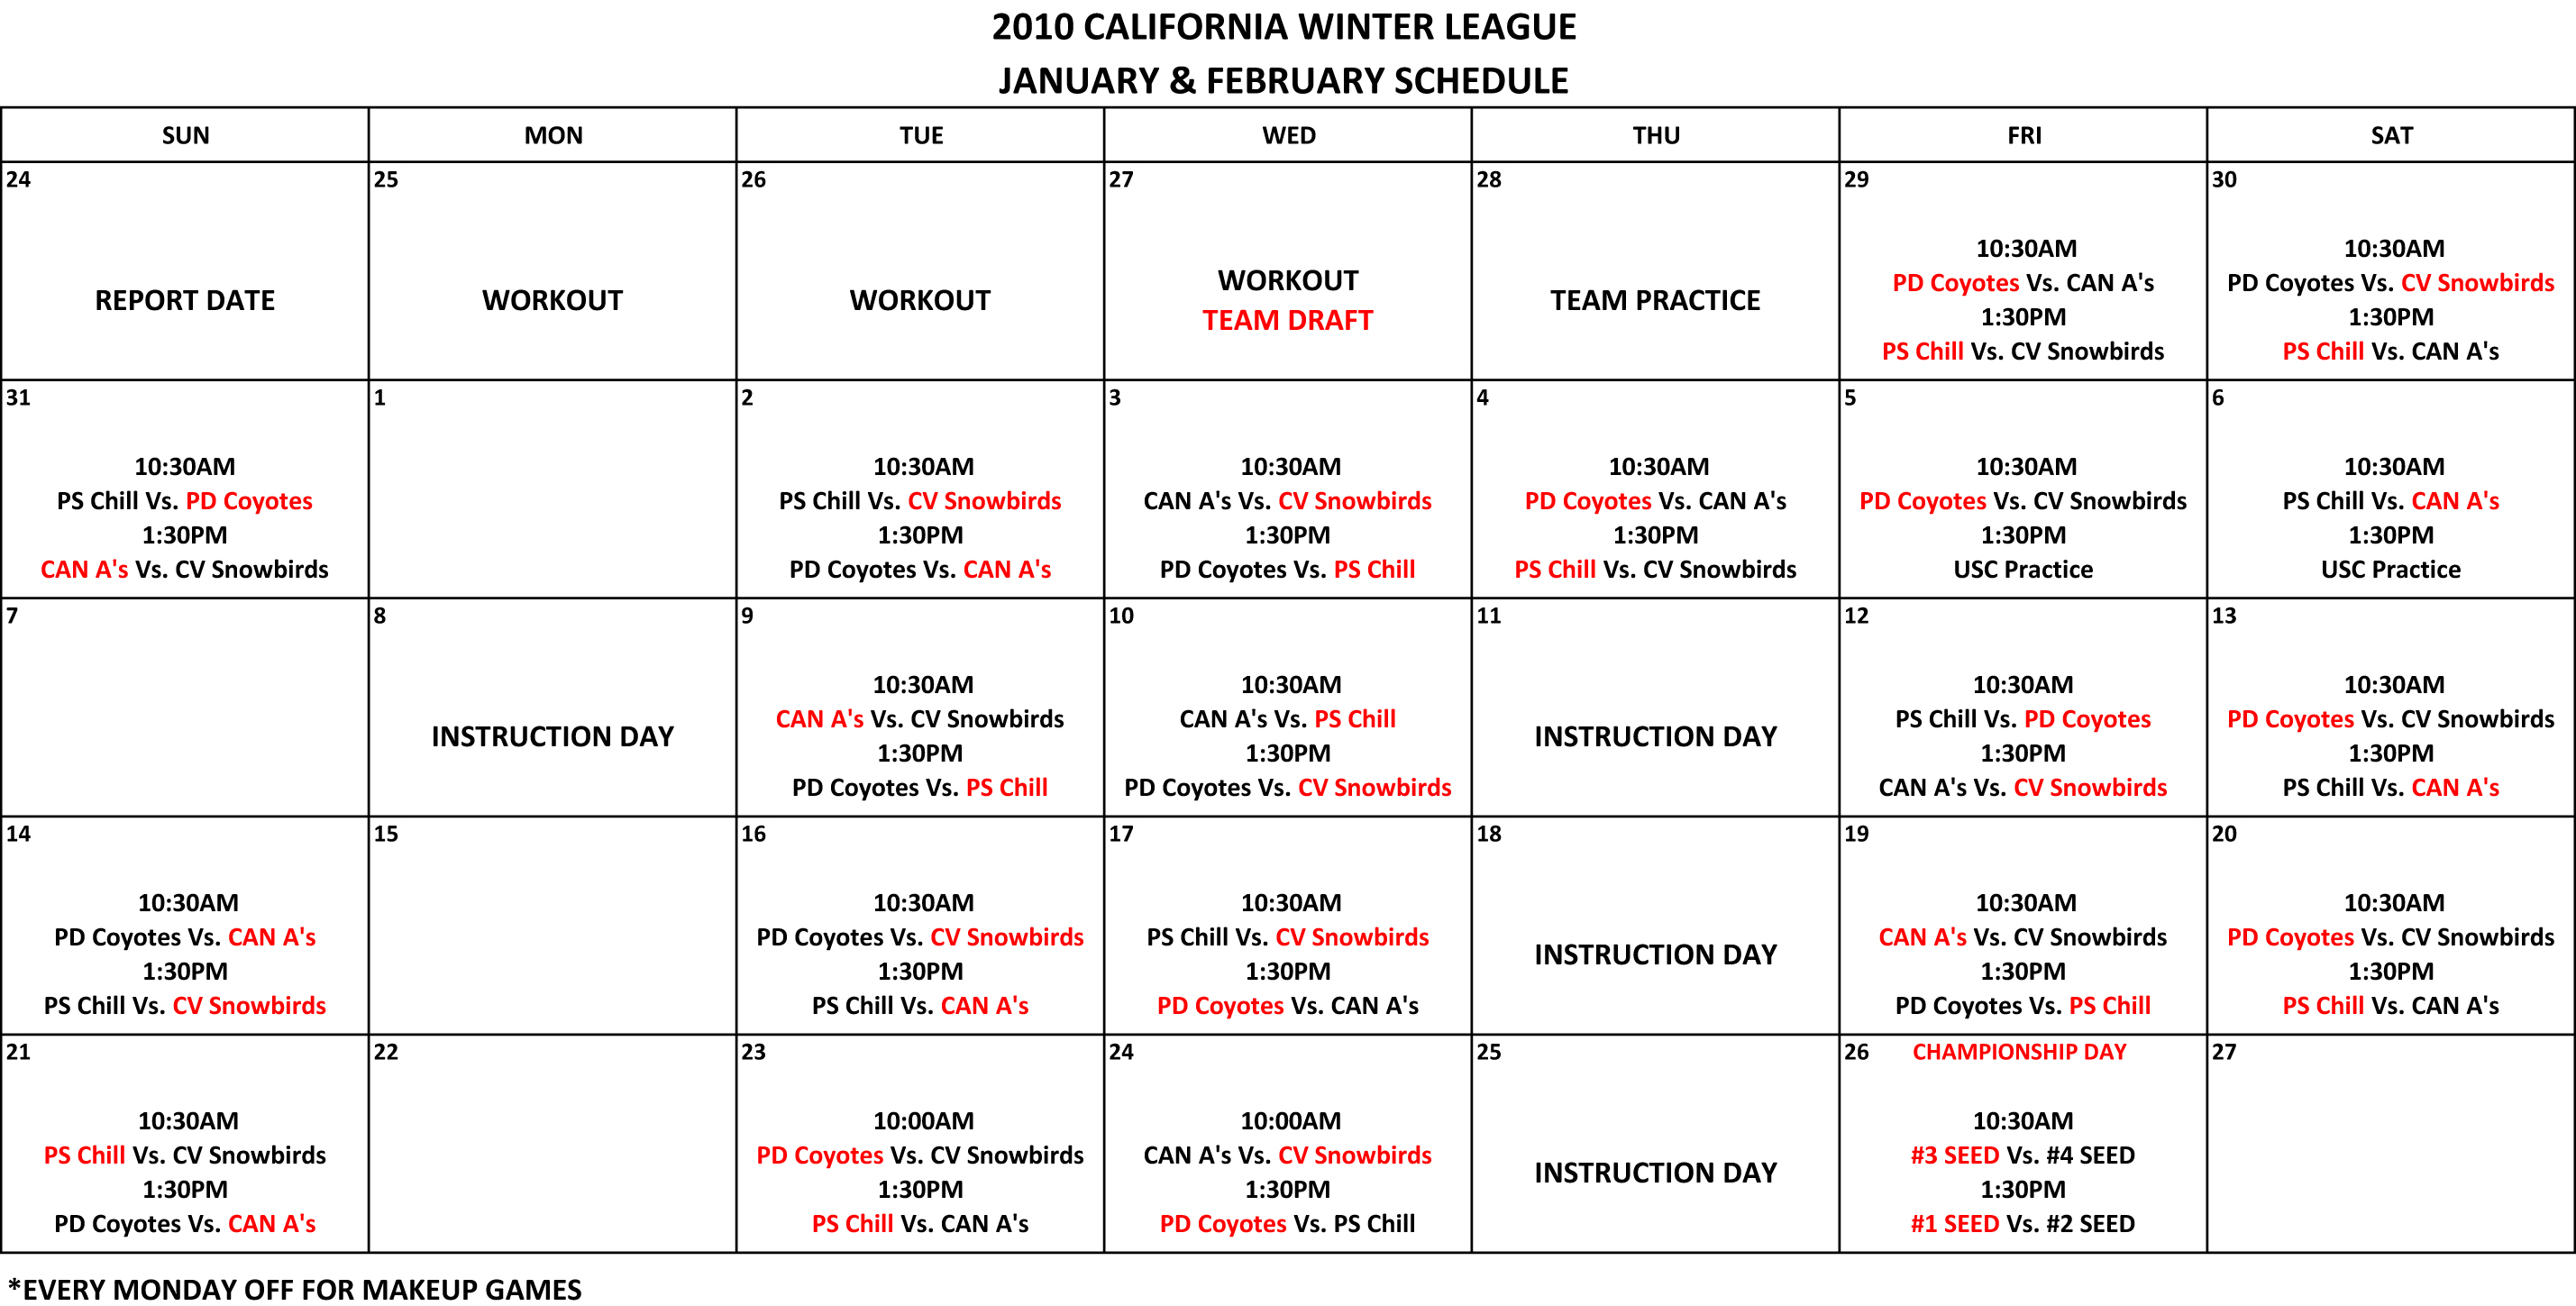 2010 CALIFORNIA WINTER LEAGUE
JANUARY & FEBRUARY SCHEDULE
SUN
MON
TUE
WED
THU
FRI
SAT
24
REPORT DATE
25
WORKOUT
26
WORKOUT
27
WORKOUT
TEAM DRAFT
28
TEAM PRACTICE
29
10:30AM
PD Coyotes Vs. CAN A's
1:30PM
PS Chill Vs. CV Snowbirds
30
10:30AM
PD Coyotes Vs. CV Snowbirds
1:30PM
PS Chill Vs. CAN A's
31
10:30AM
PS Chill Vs. PD Coyotes
1:30PM
CAN A's Vs. CV Snowbirds
1
2
10:30AM
PS Chill Vs. CV Snowbirds
1:30PM
PD Coyotes Vs. CAN A's
3
10:30AM
CAN A's Vs. CV Snowbirds
1:30PM
PD Coyotes Vs. PS Chill
4
10:30AM
PD Coyotes Vs. CAN A's
1:30PM
PS Chill Vs. CV Snowbirds
5
10:30AM
PD Coyotes Vs. CV Snowbirds
1:30PM
USC Practice
6
10:30AM
PS Chill Vs. CAN A's
1:30PM
USC Practice
7
8
INSTRUCTION DAY
9
10:30AM
CAN A's Vs. CV Snowbirds
1:30PM
PD Coyotes Vs. PS Chill
10
10:30AM
CAN A's Vs. PS Chill
1:30PM
PD Coyotes Vs. CV Snowbirds
11
INSTRUCTION DAY
12
10:30AM
PS Chill Vs. PD Coyotes
1:30PM
CAN A's Vs. CV Snowbirds
13
10:30AM
PD Coyotes Vs. CV Snowbirds
1:30PM
PS Chill Vs. CAN A's
14
10:30AM
PD Coyotes Vs. CAN A's
1:30PM
PS Chill Vs. CV Snowbirds
15
16
10:30AM
PD Coyotes Vs. CV Snowbirds
1:30PM
PS Chill Vs. CAN A's
17
10:30AM
PS Chill Vs. CV Snowbirds
1:30PM
PD Coyotes Vs. CAN A's
18
INSTRUCTION DAY
19
10:30AM
CAN A's Vs. CV Snowbirds
1:30PM
PD Coyotes Vs. PS Chill
20
10:30AM
PD Coyotes Vs. CV Snowbirds
1:30PM
PS Chill Vs. CAN A's
21
10:30AM
PS Chill Vs. CV Snowbirds
1:30PM
PD Coyotes Vs. CAN A's
22
23
10:00AM
PD Coyotes Vs. CV Snowbirds
1:30PM
PS Chill Vs. CAN A's
24
10:00AM
CAN A's Vs. CV Snowbirds
1:30PM
PD Coyotes Vs. PS Chill
25
INSTRUCTION DAY
26 CHAMPIONSHIP DAY
10:30AM
#3 SEED Vs. #4 SEED
1:30PM
#1 SEED Vs. #2 SEED
27
*EVERY MONDAY OFF FOR MAKEUP GAMES